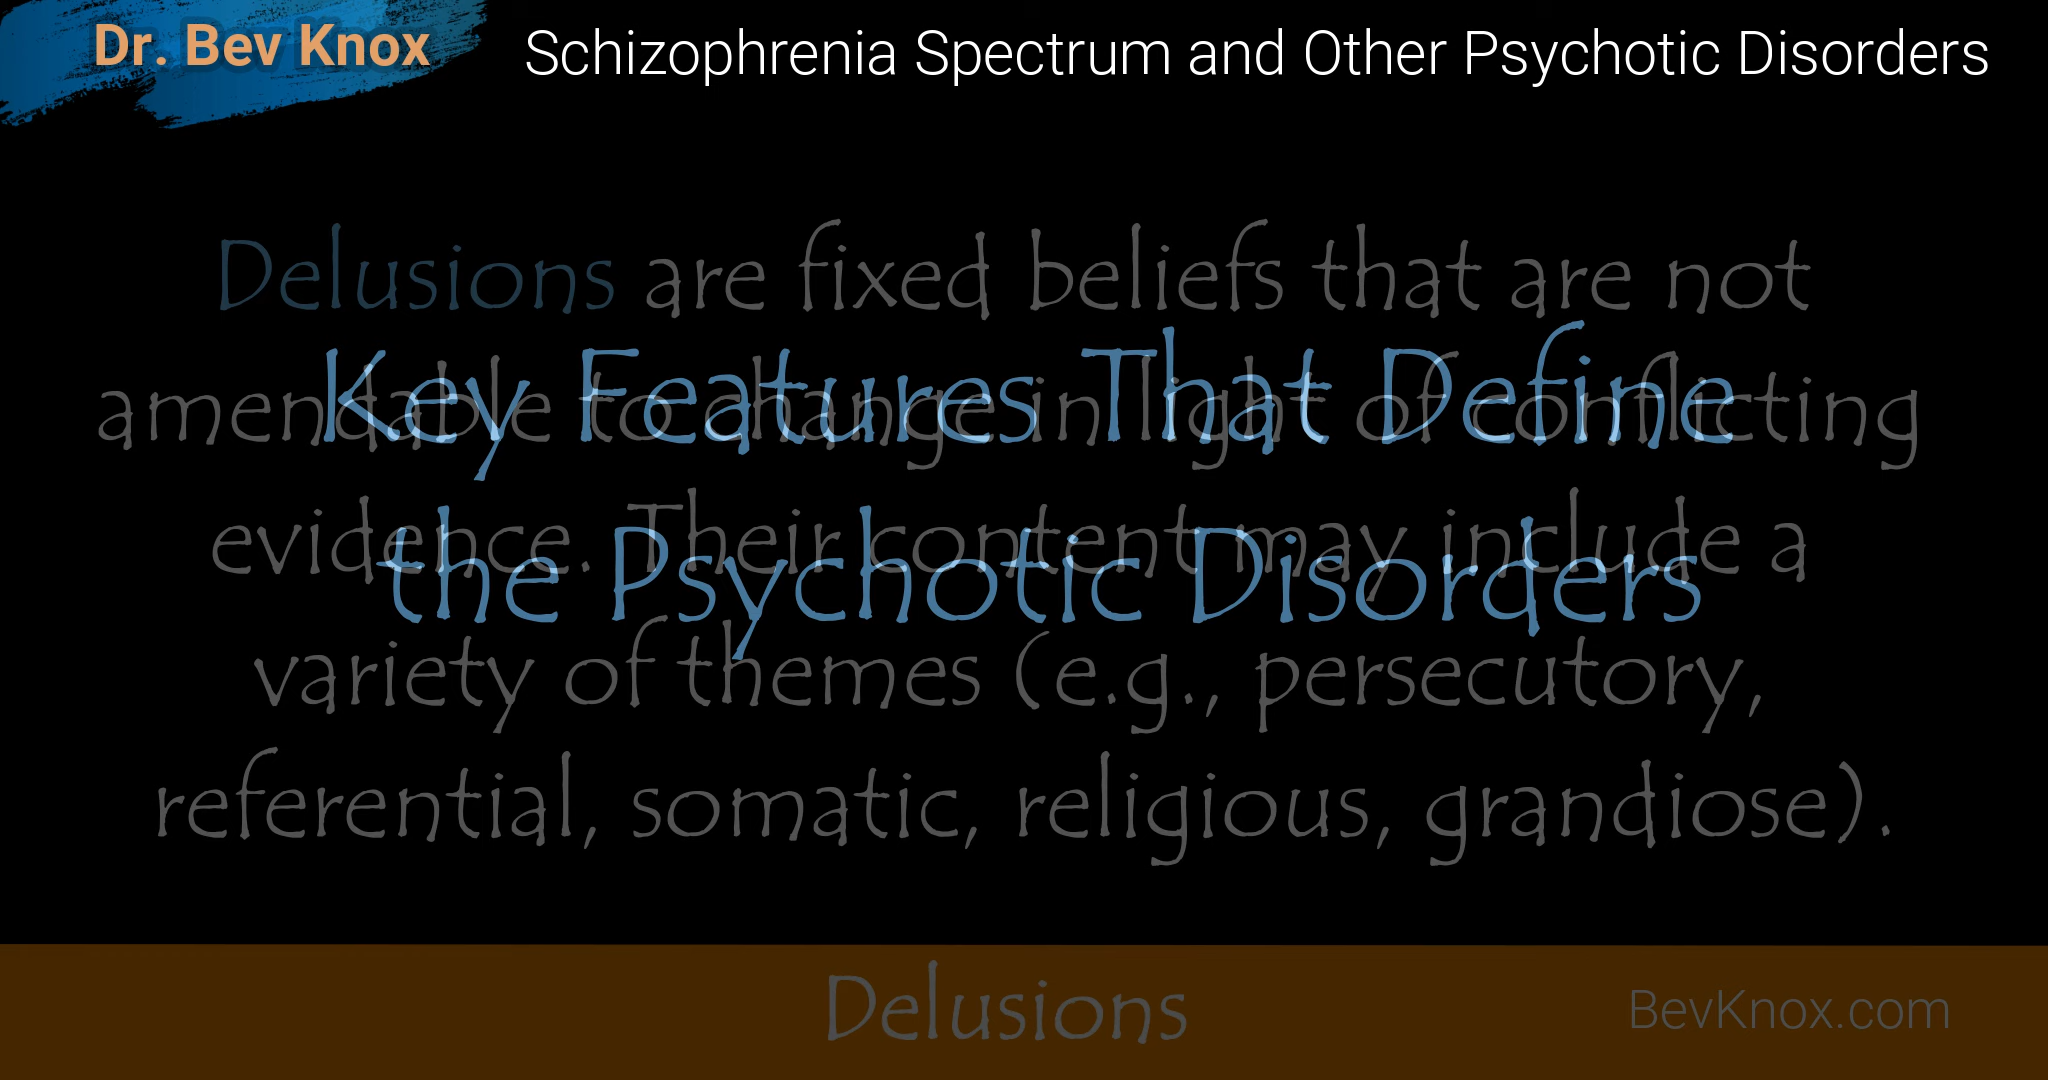 Dr. Bev Knox
Schizophrenia Spectrum and Other Psychotic Disorders
Delusions are fixed beliefs that are not
amendable to change in light of conflicting
evidence. Their content may include a
variety of themes (e.g., persecutory,
referential, somatic, religious, grandiose).
Key Features That Define
the Psychotic Disorders
Delusions
BevKnox.com